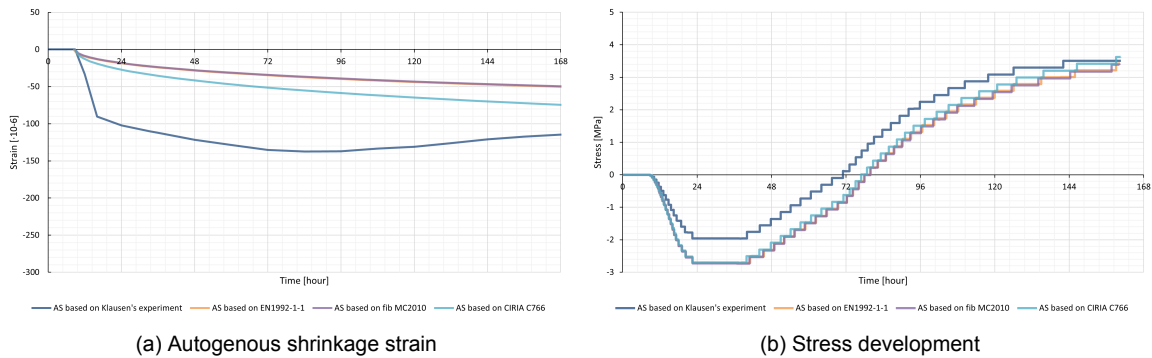 50
0
-50
-100
-150
-200
-250
-300
0 24 48 72 96 120 144 168
Strain [·10-6]
Time [hour]
AS based on Klausen's experiment AS based on EN1992-1-1 AS based on fib MC2010 AS based on CIRIA C766
(a) Autogenous shrinkage strain
5
4
3
2
1
0
-1
-2
-3
0 24 48 72 96 120 144 168
Stress [MPa]
Time [hour]
AS based on Klausen's experiment AS based on EN1992-1-1 AS based on fib MC2010 AS based on CIRIA C766
(b) Stress development